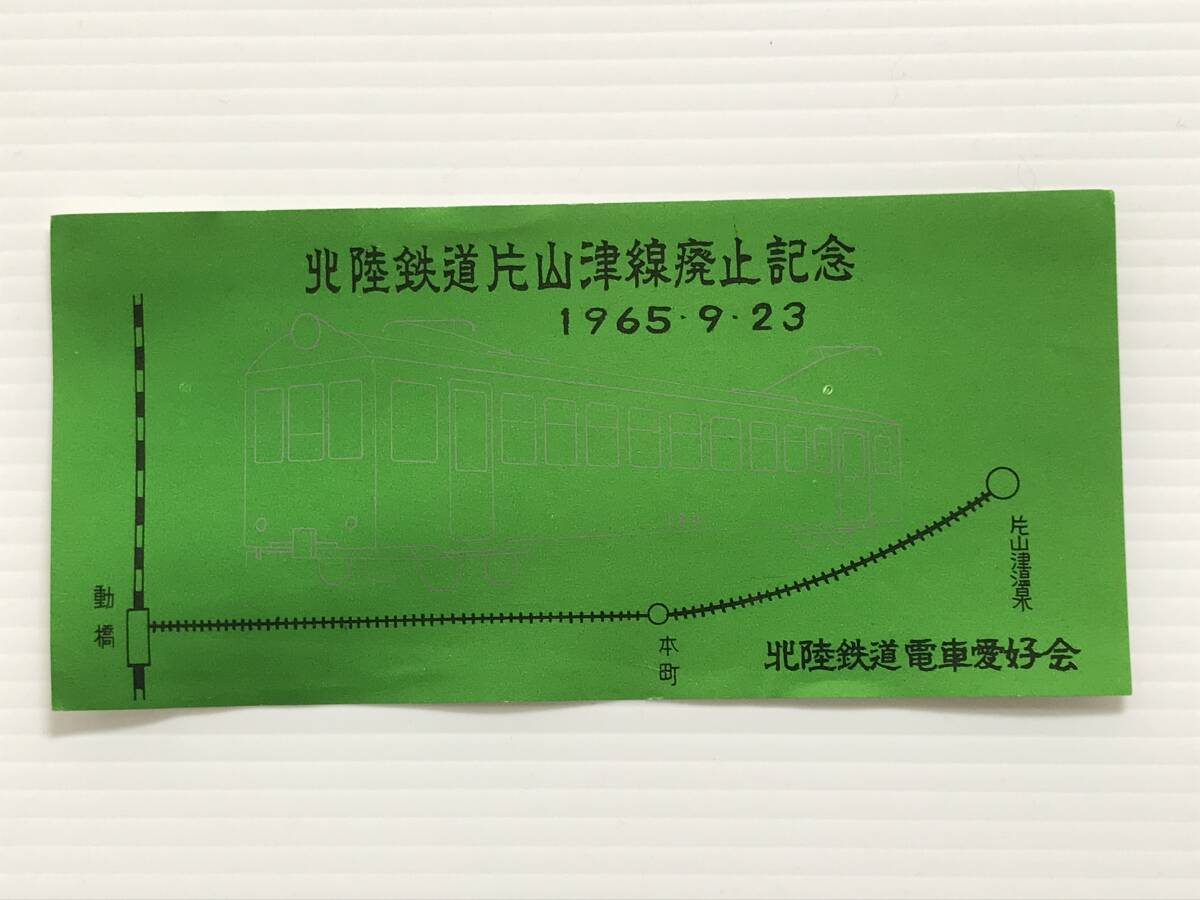 北陸鉄道片山津線廃止記念
1965・9・23
動橋
本町
片山津温泉
北陸鉄道電車愛好会